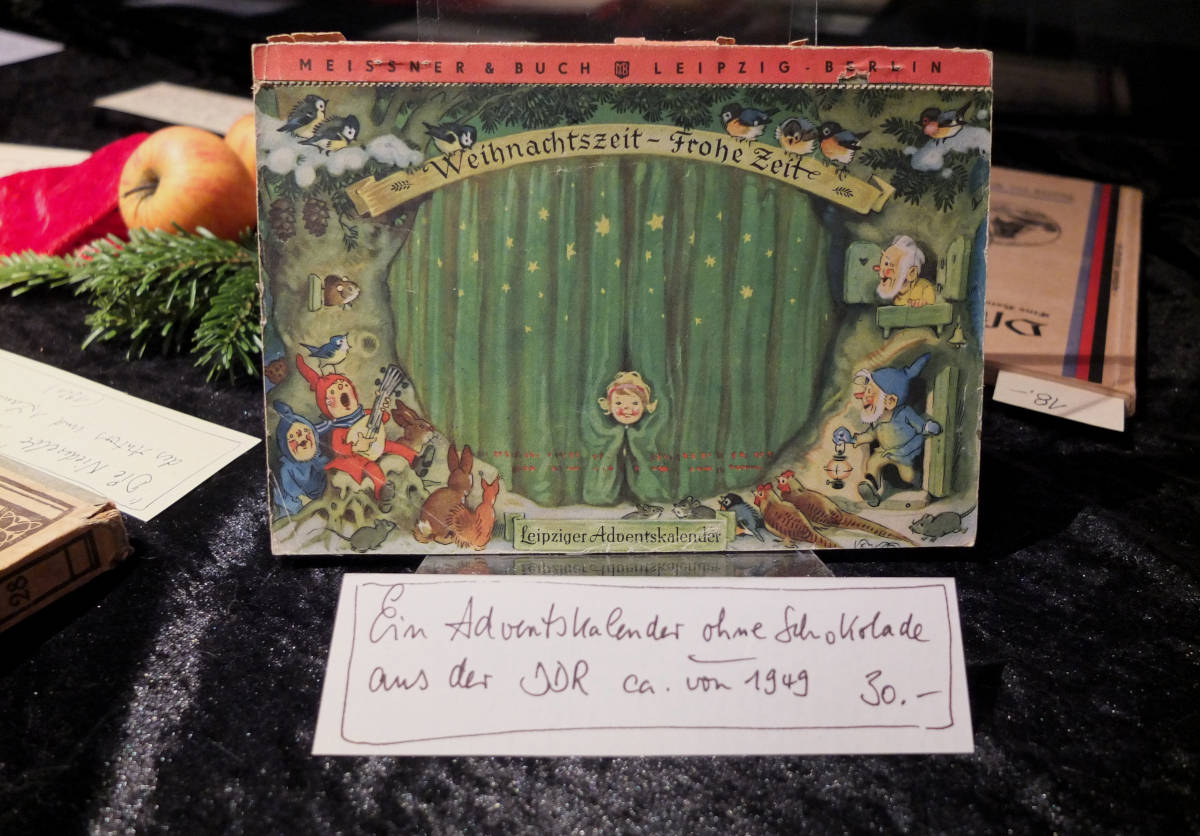 MEISSNER & BUCH MB LEIPZIG - BERLIN
Weihnachtszeit – Frohe Zeit
Leipziger Adventskalender
Ein Adventskalender ohne Schokolade
aus der DDR ca. von 1949 30.–
18.–
28